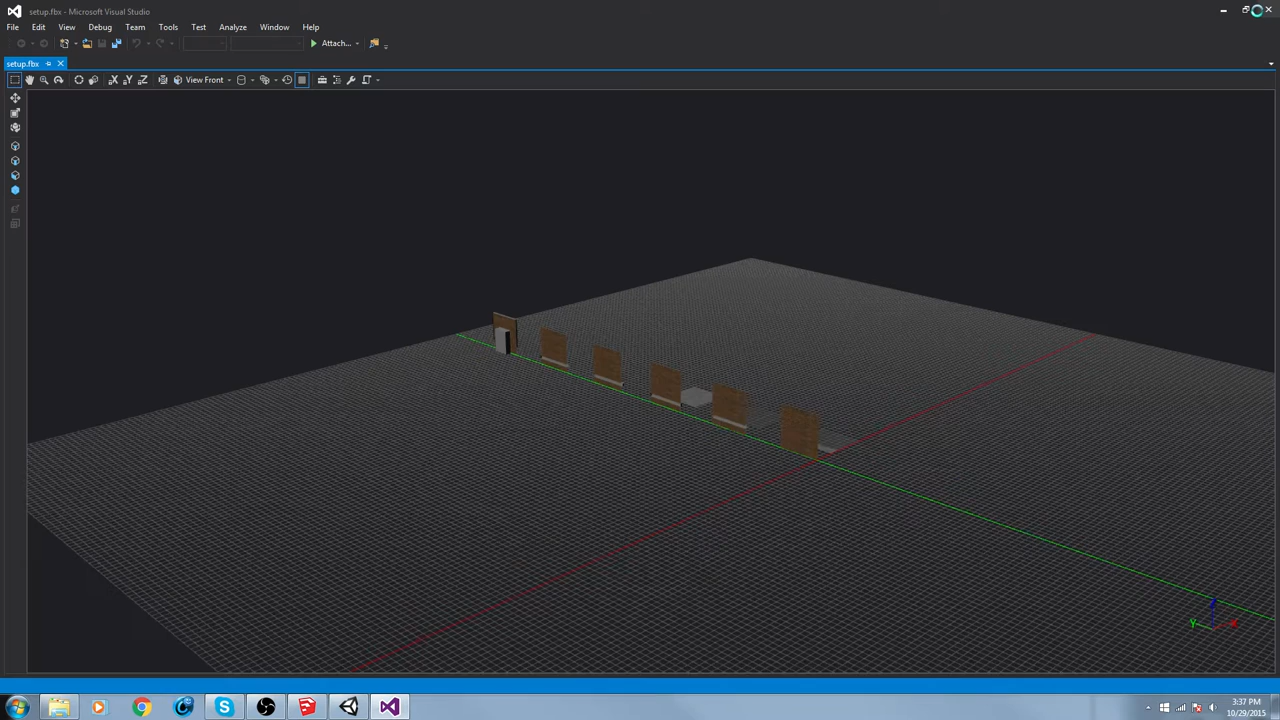 setup.fbx - Microsoft Visual Studio
File Edit View Debug Team Tools Test Analyze Window Help
Attach...
setup.fbx
X Y Z View Front
Z
Y X
3:37 PM
10/29/2015